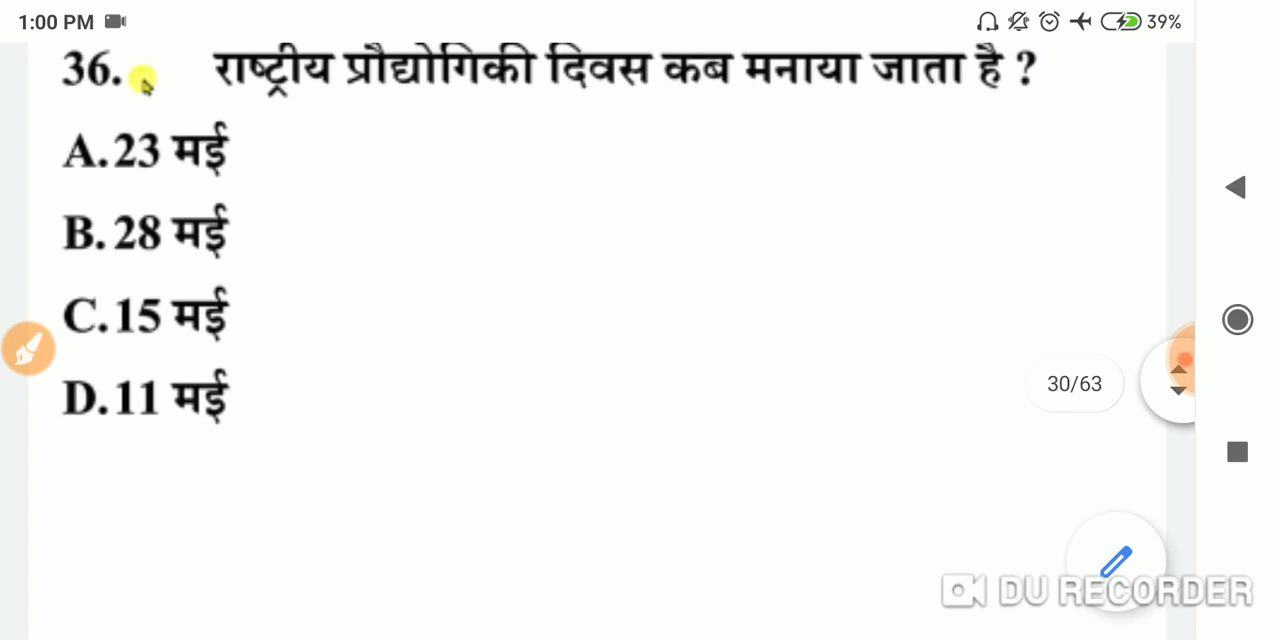 1:00 PM 39%
36. राष्ट्रीय प्रौद्योगिकी दिवस कब मनाया जाता है ?
A.23 मई
B.28 मई
C.15 मई
D.11 मई
30/63
DU RECORDER